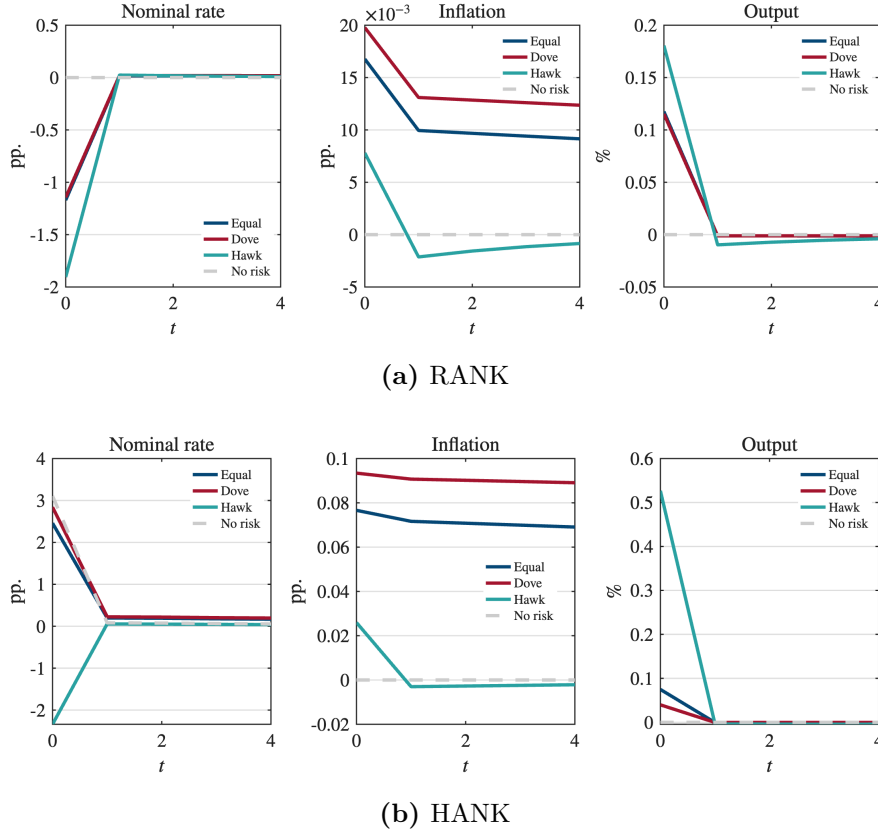 Nominal rate
0.5
0
-0.5
-1
-1.5
-2
pp.
Equal
Dove
Hawk
No risk
0
2
4
t
×10⁻³
Inflation
20
15
10
5
0
-5
pp.
Equal
Dove
Hawk
No risk
0
2
4
t
Output
0.2
0.15
0.1
0.05
0
-0.05
%
Equal
Dove
Hawk
No risk
0
2
4
t
(a) RANK
Nominal rate
4
3
2
1
0
-1
-2
pp.
Equal
Dove
Hawk
No risk
0
2
4
t
Inflation
0.1
0.08
0.06
0.04
0.02
0
-0.02
pp.
Equal
Dove
Hawk
No risk
0
2
4
t
Output
0.6
0.5
0.4
0.3
0.2
0.1
0
%
Equal
Dove
Hawk
No risk
0
2
4
t
(b) HANK